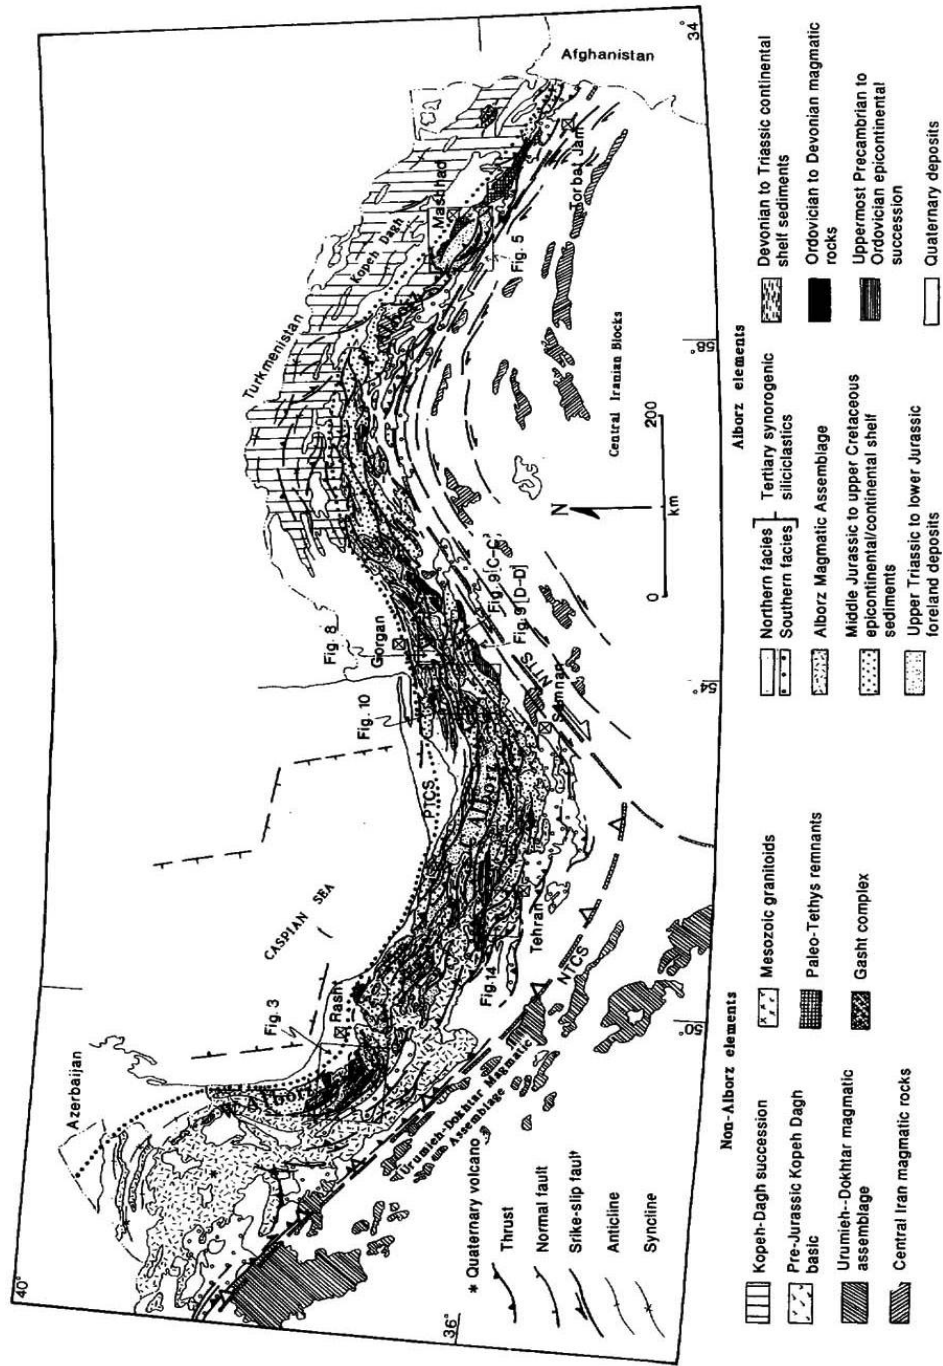 40°
Azerbaijan
Fig. 3
Rasht
CASPIAN SEA
PTCS
Fig. 10
Gorgan
Fig. 8
Turkmenistan
Kopeh Dagh
Mashhad
Afghanistan
34°
W. Alborz
Alborz
Alborz
Torbat Jam
Fig. 5
Fig. 9 [C-C']
Fig. 9 [D-D]
Fig. 14
Tehran
Semnan
NTTS
NTCS
N
Central Iranian Blocks
0
200
km
Urumieh-Dokhtar Magmatic
Assemblage
36°
50°
54°
58°
* Quaternary volcano
Thrust
Normal fault
Srike-slip fault
Anticline
Syncline
Non-Alborz elements
Kopeh-Dagh succession
Pre-Jurassic Kopeh Dagh
basic
Urumieh--Dokhtar magmatic
assemblage
Central Iran magmatic rocks
Mesozoic granitoids
Paleo-Tethys remnants
Gasht complex
Alborz elements
Northern facies
Southern facies
Tertiary synorogenic
siliciclastics
Alborz Magmatic Assemblage
Middle Jurassic to upper Cretaceous
epicontinental/continental shelf
sediments
Upper Triassic to lower Jurassic
foreland deposits
Devonian to Triassic continental
shelf sediments
Ordovician to Devonian magmatic
rocks
Uppermost Precambrian to
Ordovician epicontinental
succession
Quaternary deposits